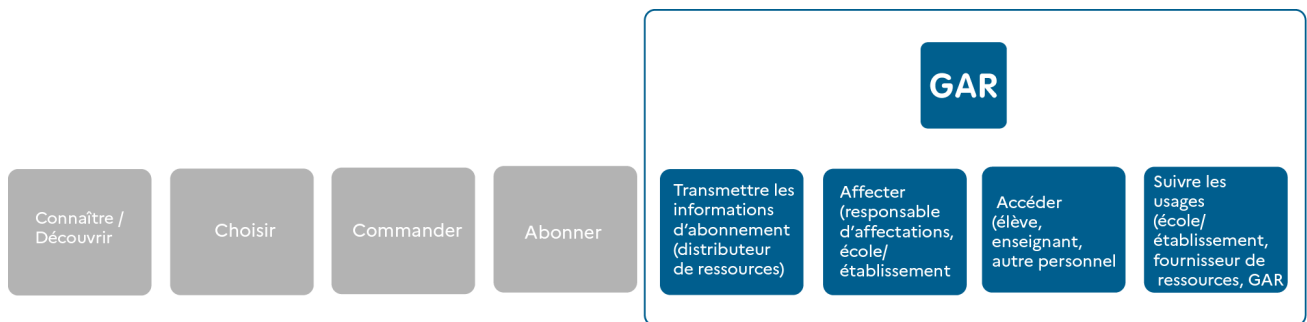 GAR
Connaître /
Découvrir
Choisir
Commander
Abonner
Transmettre les
informations
d’abonnement
(distributeur
de ressources)
Affecter
(responsable
d’affectations,
école/
établissement
Accéder
(élève,
enseignant,
autre personnel
Suivre les
usages
(école/
établissement,
fournisseur de
ressources, GAR